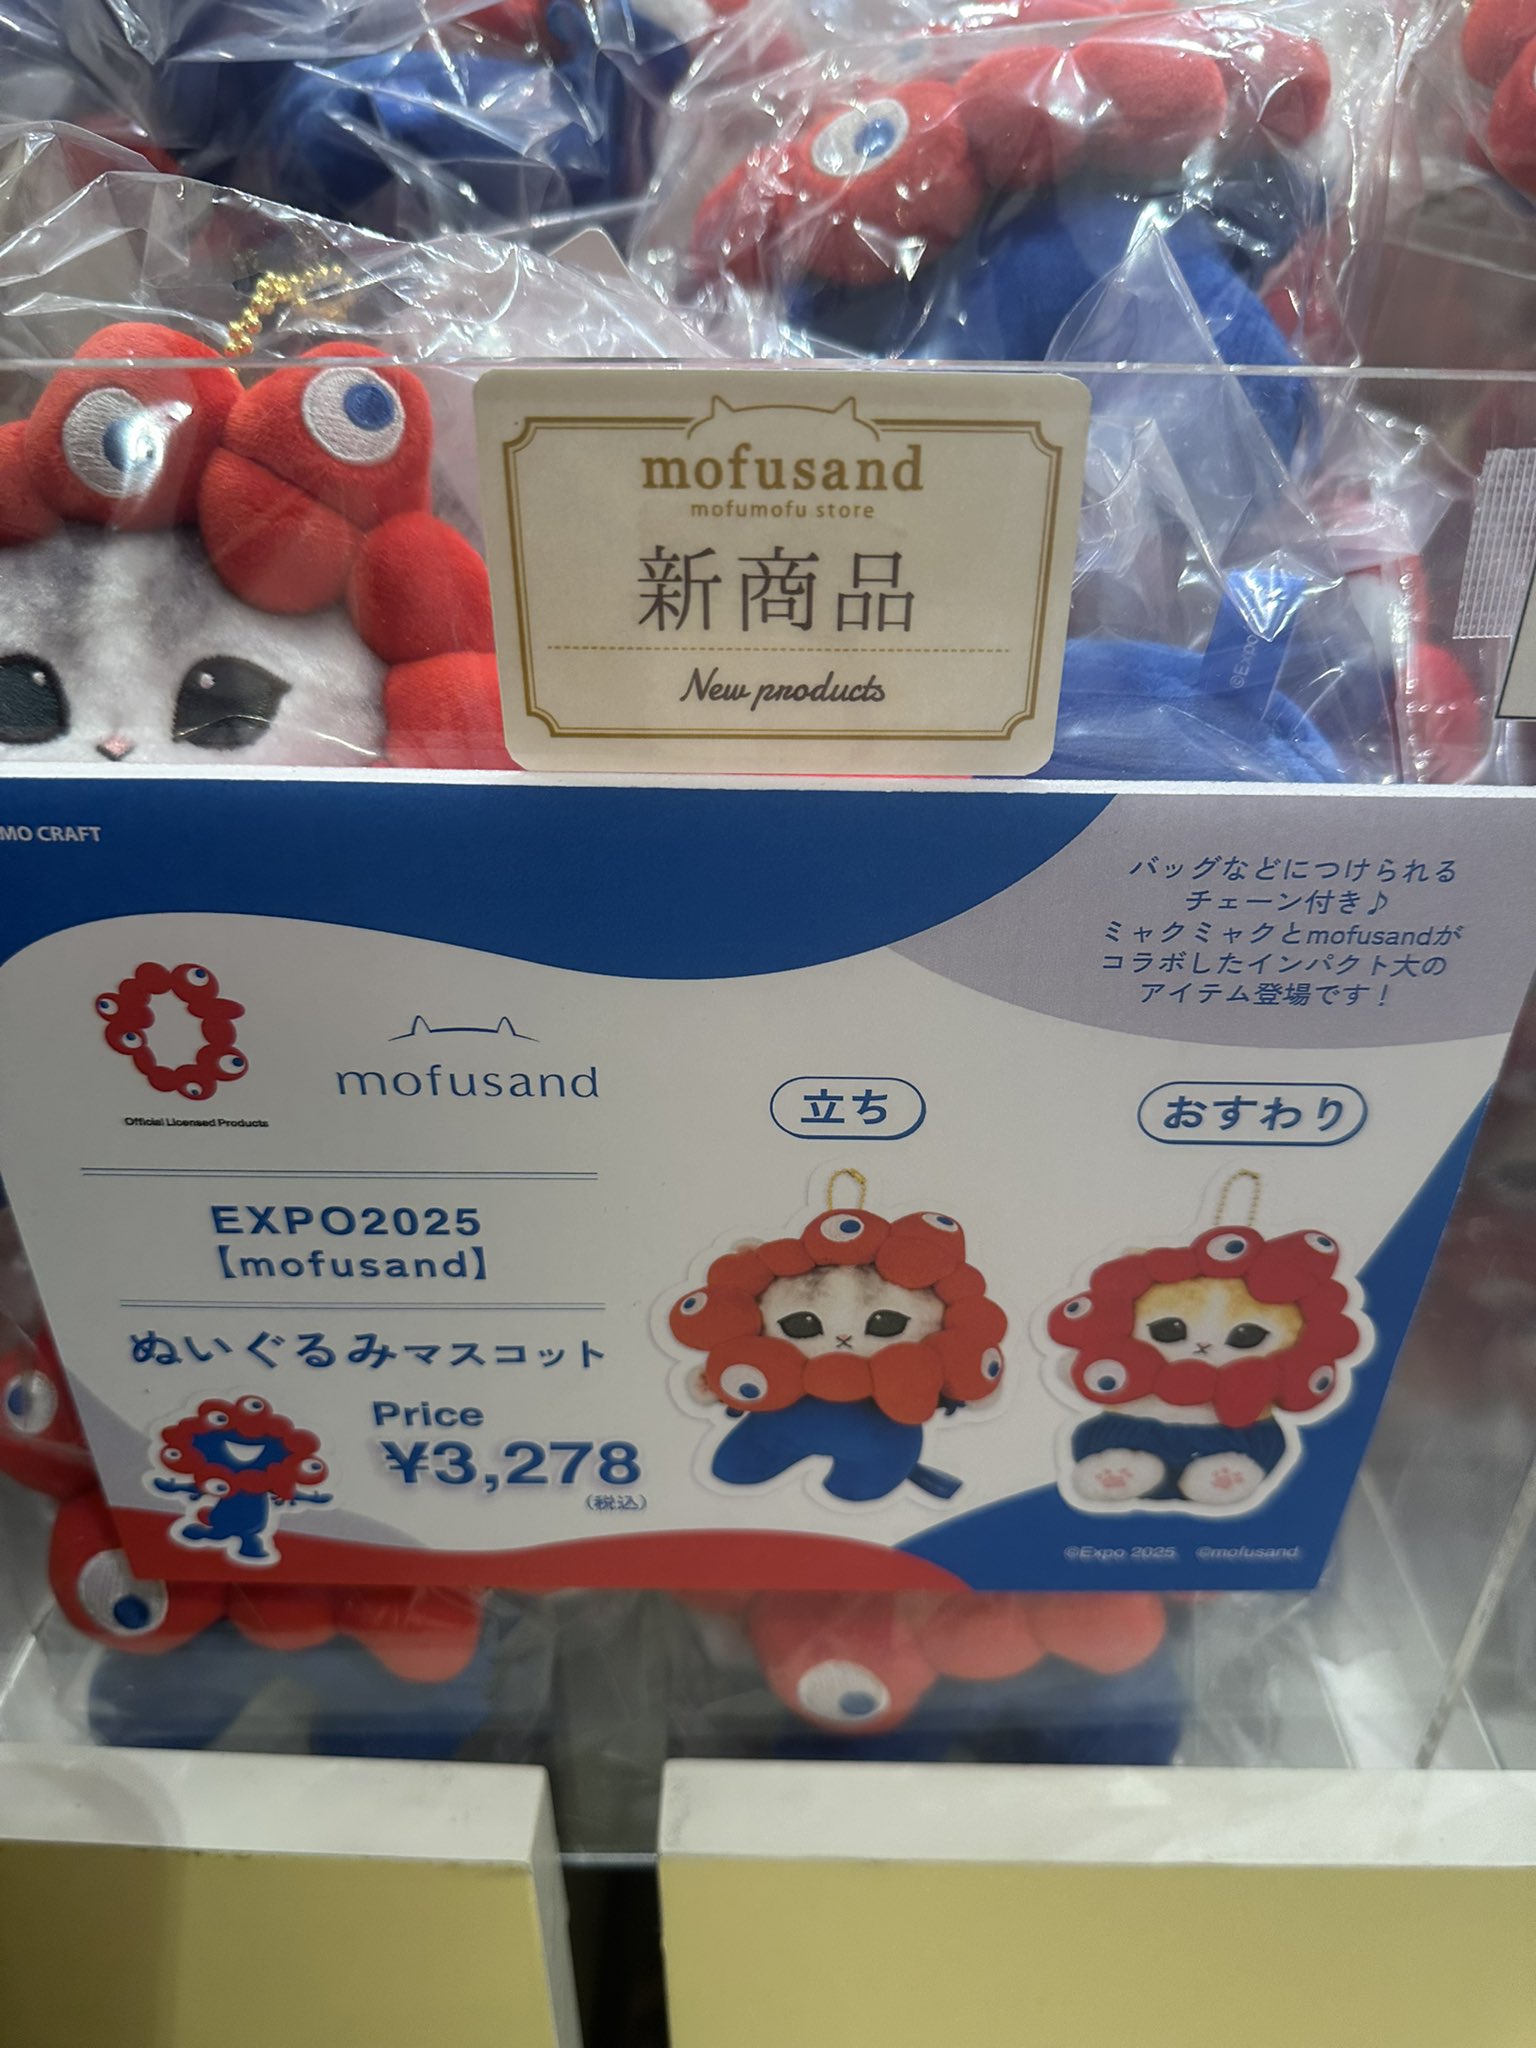 mofusand
mofumofu store
新商品
New products
©Expo
MO CRAFT
バッグなどにつけられる
チェーン付き♪
ミャクミャクとmofusandが
コラボしたインパクト大の
アイテム登場です！
Official Licensed Products
mofusand
EXPO2025
【mofusand】
ぬいぐるみマスコット
Price
¥3,278
(税込)
立ち
おすわり
©Expo 2025 ©mofusand